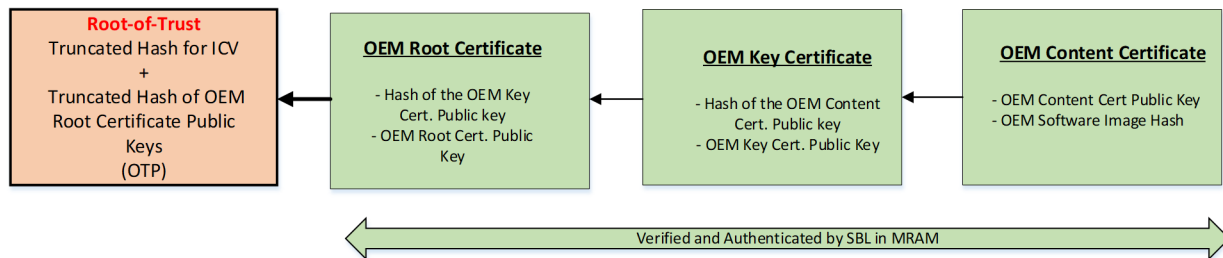 Root-of-Trust
Truncated Hash for ICV
+
Truncated Hash of OEM
Root Certificate Public
Keys
(OTP)
OEM Root Certificate
- Hash of the OEM Key
Cert. Public key
- OEM Root Cert. Public
Key
OEM Key Certificate
- Hash of the OEM Content
Cert. Public key
- OEM Key Cert. Public Key
OEM Content Certificate
- OEM Content Cert Public Key
- OEM Software Image Hash
Verified and Authenticated by SBL in MRAM